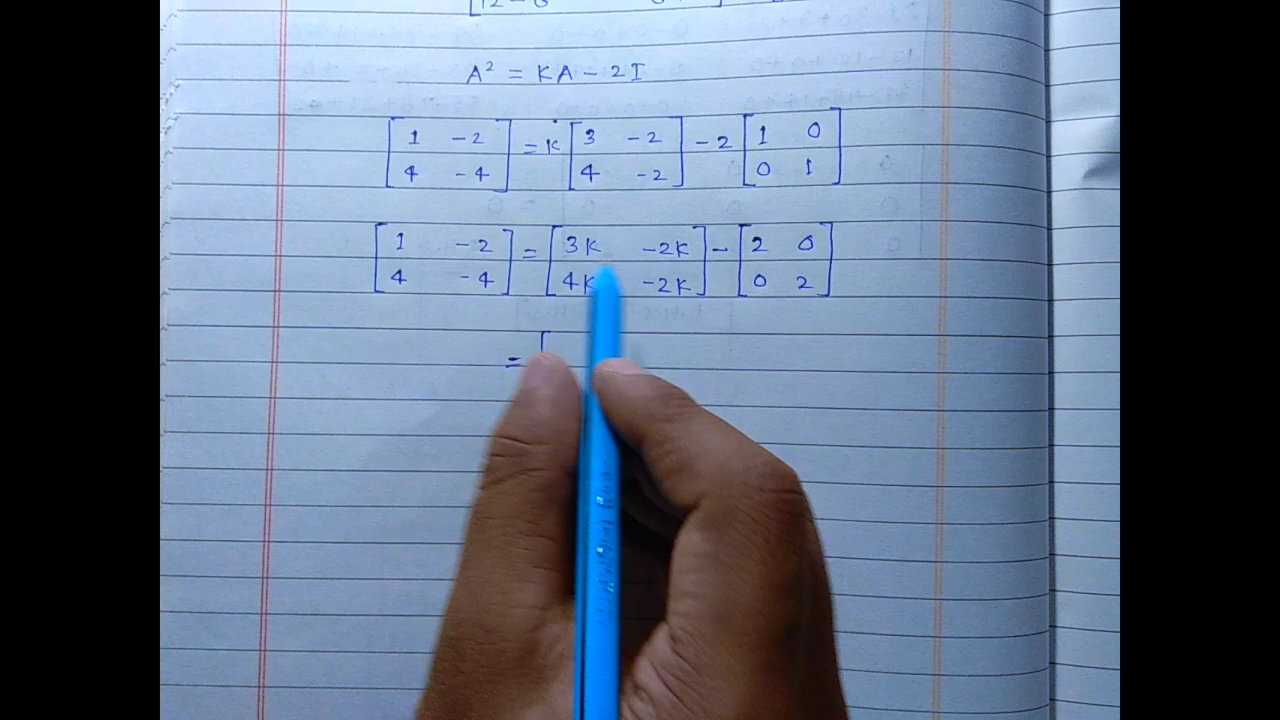 A² = KA - 2I
[1 -2 4 -4] = K [3 -2 4 -2] - 2 [1 0 0 1]
[1 -2 4 -4] = [3K -2K 4K -2K] - [2 0 0 2]
= [